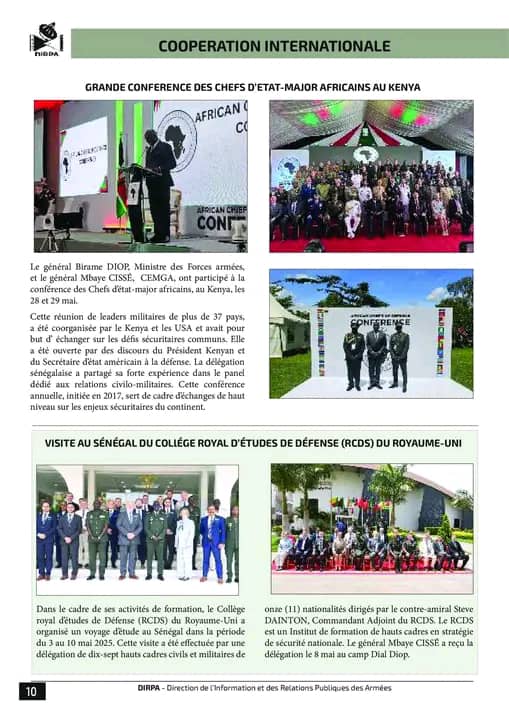 DIRPA
COOPERATION INTERNATIONALE
GRANDE CONFERENCE DES CHEFS D'ETAT-MAJOR AFRICAINS AU KENYA
AFRICAN CHIEFS
CONFE
Le général Birame DIOP, Ministre des Forces armées,
et le général Mbaye CISSÉ, CEMGA, ont participé à la
conférence des Chefs d'état-major africains, au Kenya, les
28 et 29 mai.
Cette réunion de leaders militaires de plus de 37 pays,
a été coorganisée par le Kenya et les USA et avait pour
but d' échanger sur les défis sécuritaires communs. Elle
a été ouverte par des discours du Président Kenyan et
du Secrétaire d'état américain à la défense. La délégation
sénégalaise a partagé sa forte expérience dans le panel
dédié aux relations civilo-militaires. Cette conférence
annuelle, initiée en 2017, sert de cadre d'échanges de haut
niveau sur les enjeux sécuritaires du continent.
AFRICAN CHIEFS OF DEFENCE
CONFERENCE
VISITE AU SÉNÉGAL DU COLLÉGE ROYAL D'ÉTUDES DE DÉFENSE (RCDS) DU ROYAUME-UNI
Dans le cadre de ses activités de formation, le Collège
royal d'études de Défense (RCDS) du Royaume-Uni a
organisé un voyage d'étude au Sénégal dans la période
du 3 au 10 mai 2025. Cette visite a été effectuée par une
délégation de dix-sept hauts cadres civils et militaires de
onze (11) nationalités dirigés par le contre-amiral Steve
DAINTON, Commandant Adjoint du RCDS. Le RCDS
est un Institut de formation de hauts cadres en stratégie
de sécurité nationale. Le général Mbaye CISSÉ a reçu la
délégation le 8 mai au camp Dial Diop.
10
DIRPA - Direction de l'Information et des Relations Publiques des Armées